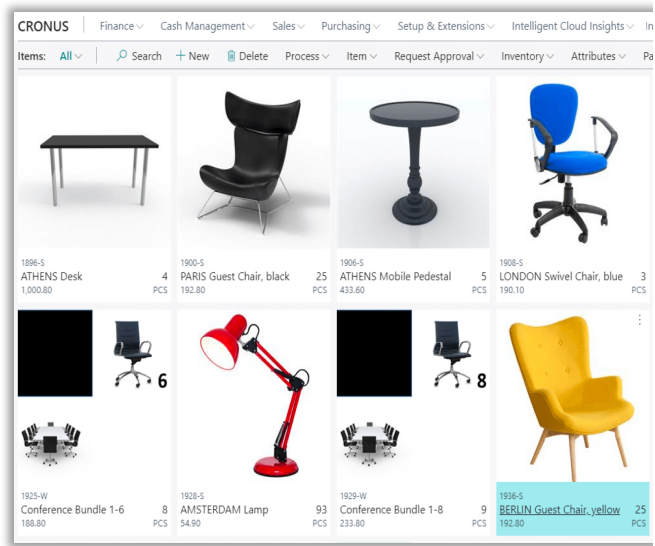 CRONUS Finance Cash Management Sales Purchasing Setup & Extensions Intelligent Cloud Insights
Items: All Search + New Delete Process Item Request Approval Inventory Attributes
1896-S
ATHENS Desk 4
1,000.80 PCS
1900-S
PARIS Guest Chair, black 25
192.80 PCS
1906-S
ATHENS Mobile Pedestal 5
433.60 PCS
1908-S
LONDON Swivel Chair, blue 3
190.10 PCS
6
1925-W
Conference Bundle 1-6 8
188.80 PCS
1928-S
AMSTERDAM Lamp 93
54.90 PCS
8
1929-W
Conference Bundle 1-8 9
233.80 PCS
1936-S
BERLIN Guest Chair, yellow 25
192.80 PCS